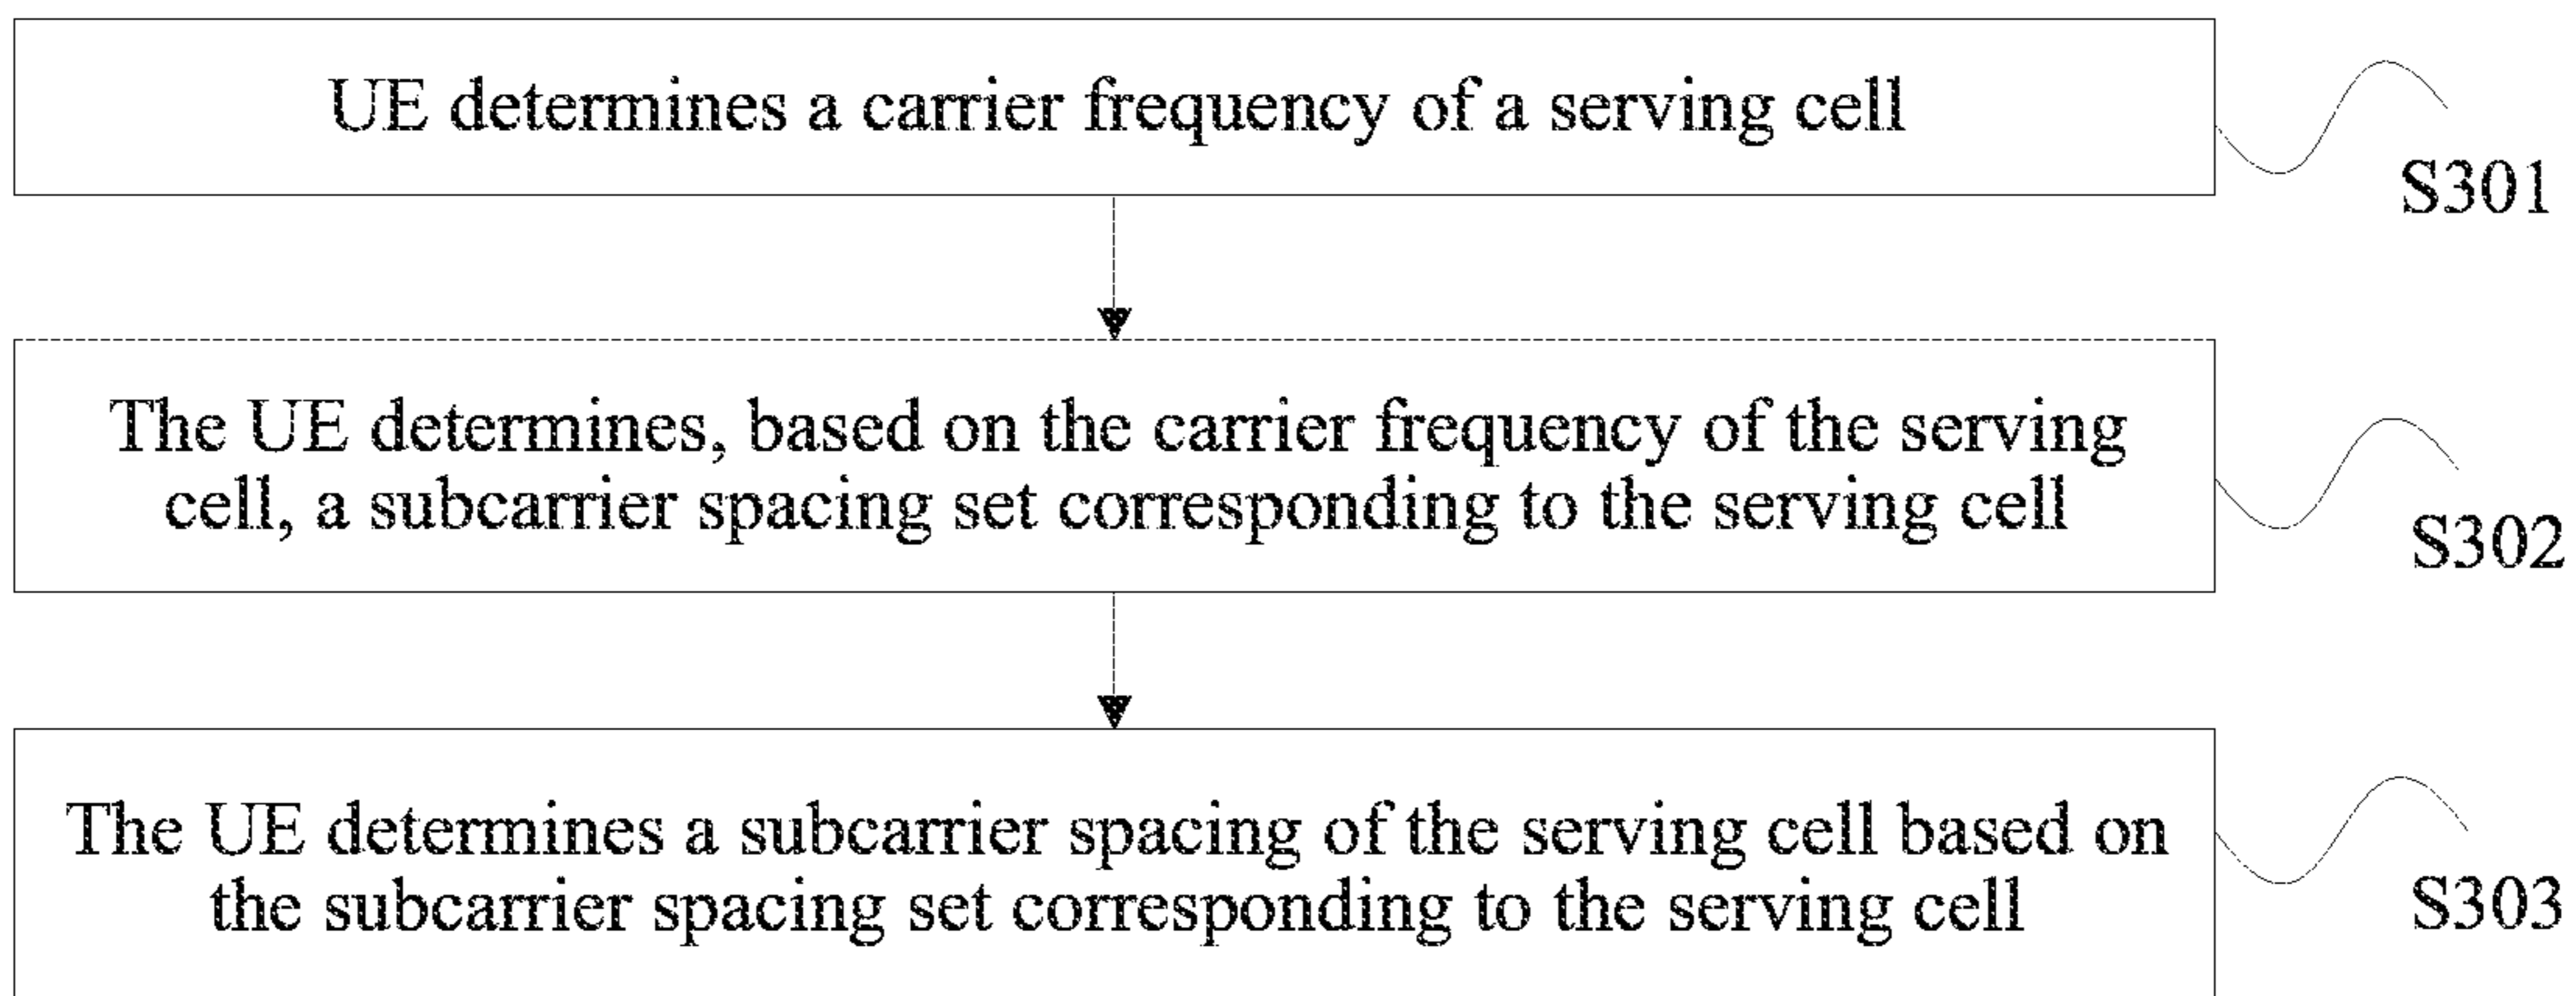 UE determines a carrier frequency of a serving cell
S301
The UE determines, based on the carrier frequency of the serving
cell, a subcarrier spacing set corresponding to the serving cell
S302
The UE determines a subcarrier spacing of the serving cell based on
the subcarrier spacing set corresponding to the serving cell
S303